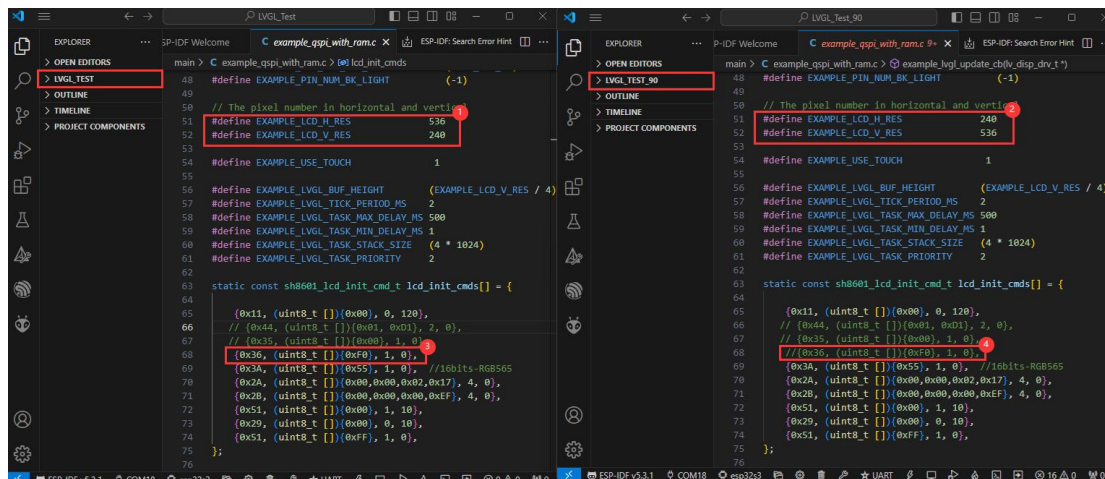 LVGL_Test
EXPLORER
OPEN EDITORS
LVGL_TEST
OUTLINE
TIMELINE
PROJECT COMPONENTS
SP-IDF Welcome
C example_qspi_with_ram.c
ESP-IDF: Search Error Hint
main > C example_qspi_with_ram.c > lcd_init_cmds
48 #define EXAMPLE_PIN_NUM_BK_LIGHT (-1)
49
50 // The pixel number in horizontal and vertical
1
51 #define EXAMPLE_LCD_H_RES 536
52 #define EXAMPLE_LCD_V_RES 240
53
54 #define EXAMPLE_USE_TOUCH 1
55
56 #define EXAMPLE_LVGL_BUF_HEIGHT (EXAMPLE_LCD_V_RES / 4)
57 #define EXAMPLE_LVGL_TICK_PERIOD_MS 2
58 #define EXAMPLE_LVGL_TASK_MAX_DELAY_MS 500
59 #define EXAMPLE_LVGL_TASK_MIN_DELAY_MS 1
60 #define EXAMPLE_LVGL_TASK_STACK_SIZE (4 * 1024)
61 #define EXAMPLE_LVGL_TASK_PRIORITY 2
62
63 static const sh8601_lcd_init_cmd_t lcd_init_cmds[] = {
64
65 {0x11, (uint8_t []){0x00}, 0, 120},
66 // {0x44, (uint8_t []){0x01, 0xD1}, 2, 0},
67 // {0x35, (uint8_t []){0x00}, 1, 0},
3
68 {0x36, (uint8_t []){0xF0}, 1, 0},
69 {0x3A, (uint8_t []){0x55}, 1, 0}, //16bits-RGB565
70 {0x2A, (uint8_t []){0x00,0x00,0x02,0x17}, 4, 0},
71 {0x2B, (uint8_t []){0x00,0x00,0x00,0xEF}, 4, 0},
72 {0x51, (uint8_t []){0x00}, 1, 10},
73 {0x29, (uint8_t []){0x00}, 0, 10},
74 {0x51, (uint8_t []){0xFF}, 1, 0},
75 };
76
ESP-IDF v5.3.1 COM18 esp32s3 UART
LVGL_Test_90
EXPLORER
OPEN EDITORS
LVGL_TEST_90
OUTLINE
TIMELINE
PROJECT COMPONENTS
P-IDF Welcome
C example_qspi_with_ram.c 9+
ESP-IDF: Search Error Hint
main > C example_qspi_with_ram.c > example_lvgl_update_cb(lv_disp_drv_t *)
48 #define EXAMPLE_PIN_NUM_BK_LIGHT (-1)
49
50 // The pixel number in horizontal and vertical
2
51 #define EXAMPLE_LCD_H_RES 240
52 #define EXAMPLE_LCD_V_RES 536
53
54 #define EXAMPLE_USE_TOUCH 1
55
56 #define EXAMPLE_LVGL_BUF_HEIGHT (EXAMPLE_LCD_V_RES / 4)
57 #define EXAMPLE_LVGL_TICK_PERIOD_MS 2
58 #define EXAMPLE_LVGL_TASK_MAX_DELAY_MS 500
59 #define EXAMPLE_LVGL_TASK_MIN_DELAY_MS 1
60 #define EXAMPLE_LVGL_TASK_STACK_SIZE (4 * 1024)
61 #define EXAMPLE_LVGL_TASK_PRIORITY 2
62
63 static const sh8601_lcd_init_cmd_t lcd_init_cmds[] = {
64
65 {0x11, (uint8_t []){0x00}, 0, 120},
66 // {0x44, (uint8_t []){0x01, 0xD1}, 2, 0},
67 // {0x35, (uint8_t []){0x00}, 1, 0},
4
68 //{0x36, (uint8_t []){0xF0}, 1, 0},
69 {0x3A, (uint8_t []){0x55}, 1, 0}, //16bits-RGB565
70 {0x2A, (uint8_t []){0x00,0x00,0x02,0x17}, 4, 0},
71 {0x2B, (uint8_t []){0x00,0x00,0x00,0xEF}, 4, 0},
72 {0x51, (uint8_t []){0x00}, 1, 10},
73 {0x29, (uint8_t []){0x00}, 0, 10},
74 {0x51, (uint8_t []){0xFF}, 1, 0},
75 };
76
ESP-IDF v5.3.1 COM18 esp32s3 UART 16 0